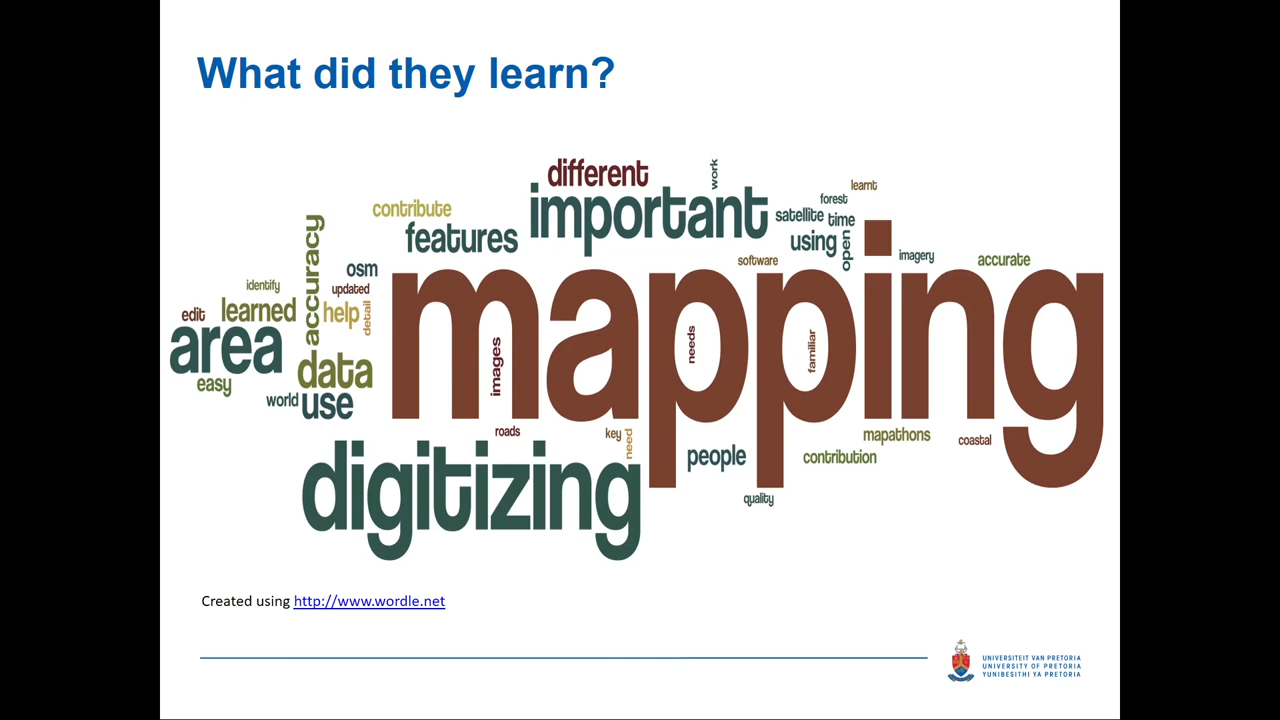 What did they learn?
different
work
learnt
contribute
important
forest
satellite
time
accuracy
features
using
open
osm
software
imagery
accurate
identify
updated
mapping
edit
learned
help
detail
area
images
needs
familiar
data
easy
world
use
roads
key
need
mapathons
coastal
digitizing
people
contribution
quality
Created using http://www.wordle.net
UNIVERSITEIT VAN PRETORIA
UNIVERSITY OF PRETORIA
YUNIBESITHI YA PRETORIA